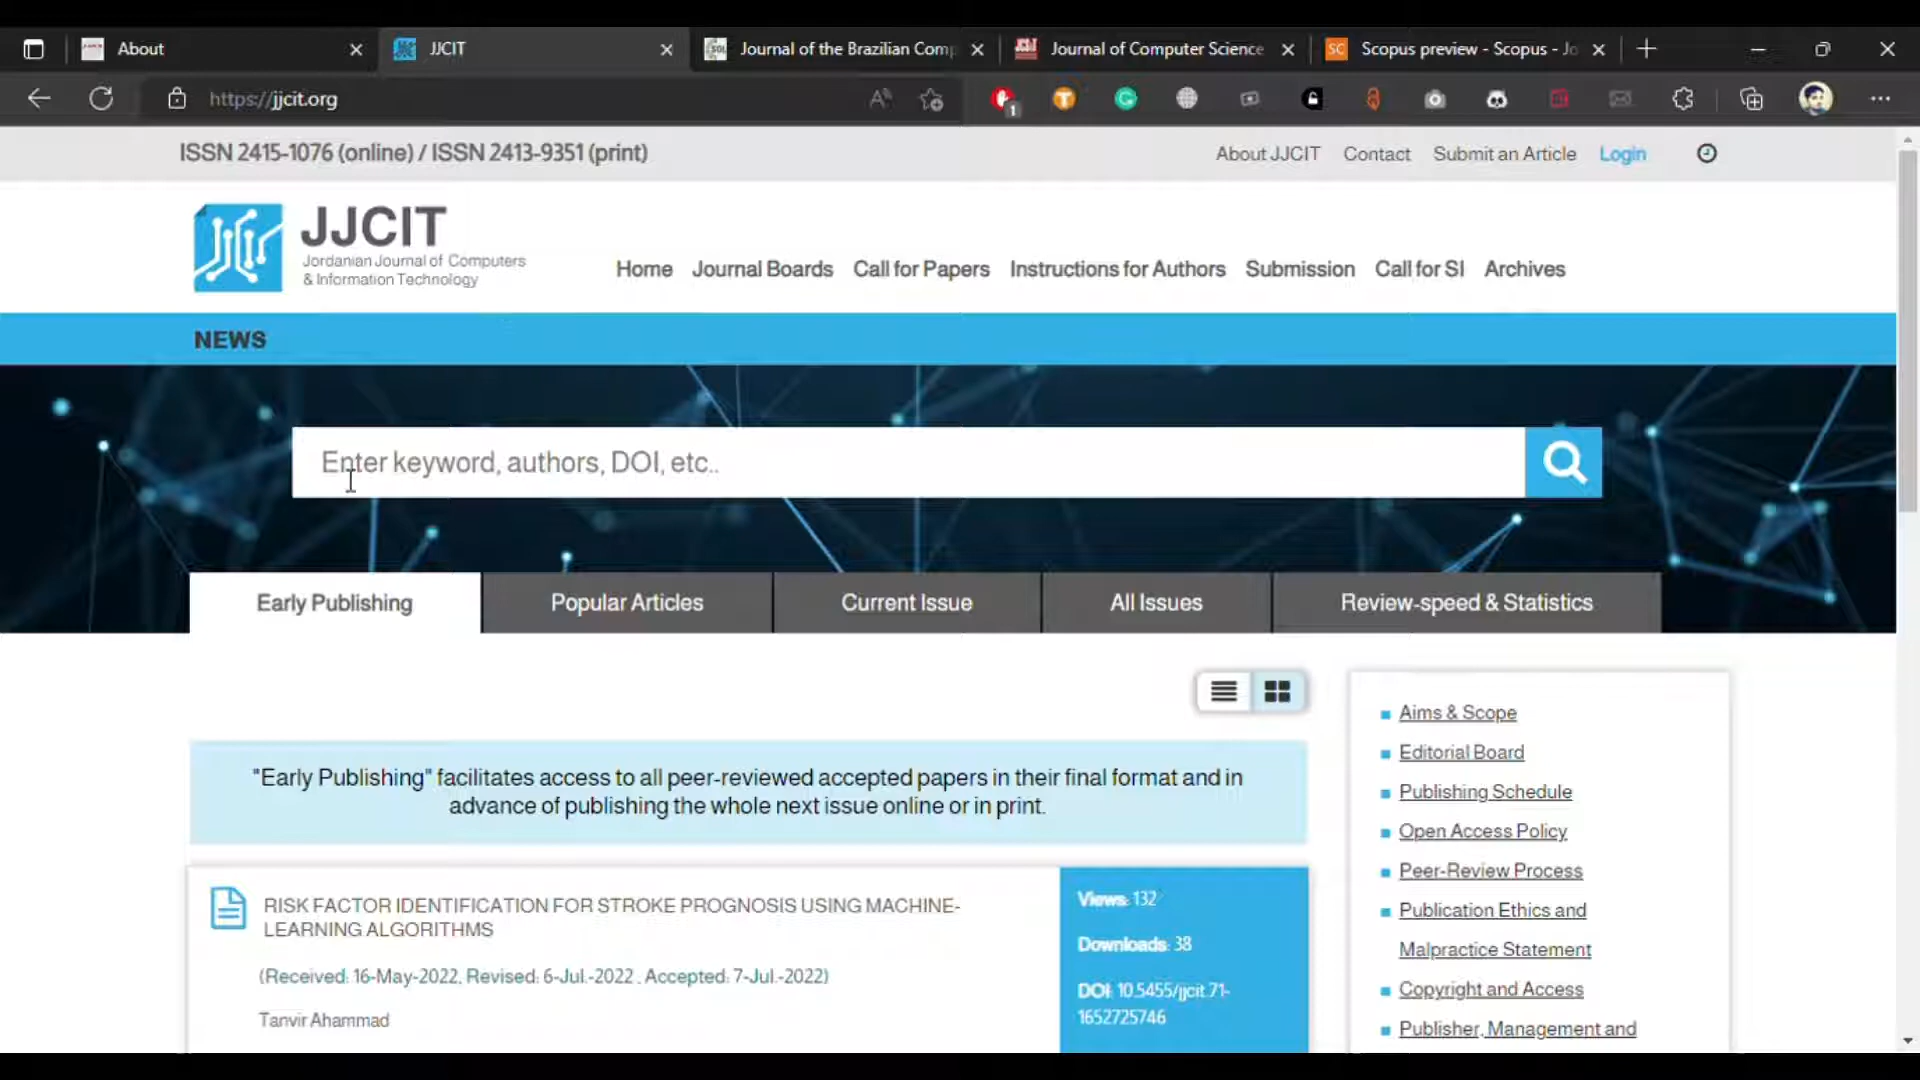 About
JJCIT
Journal of the Brazilian Comp
Journal of Computer Science
SC
Scopus preview - Scopus - Jo
https://jjcit.org
1
ISSN 2415-1076 (online) / ISSN 2413-9351 (print)
About JJCIT
Contact
Submit an Article
Login
JJCIT
Jordanian Journal of Computers
& Information Technology
Home
Journal Boards
Call for Papers
Instructions for Authors
Submission
Call for SI
Archives
NEWS
Enter keyword, authors, DOI, etc..
Early Publishing
Popular Articles
Current Issue
All Issues
Review-speed & Statistics
"Early Publishing" facilitates access to all peer-reviewed accepted papers in their final format and in
advance of publishing the whole next issue online or in print.
RISK FACTOR IDENTIFICATION FOR STROKE PROGNOSIS USING MACHINE-
LEARNING ALGORITHMS
(Received: 16-May-2022, Revised: 6-Jul.-2022 , Accepted: 7-Jul.-2022)
Tanvir Ahammad
Views: 132
Downloads: 38
DOI: 10.5455/jjcit.71-
1652725746
Aims & Scope
Editorial Board
Publishing Schedule
Open Access Policy
Peer-Review Process
Publication Ethics and
Malpractice Statement
Copyright and Access
Publisher, Management and